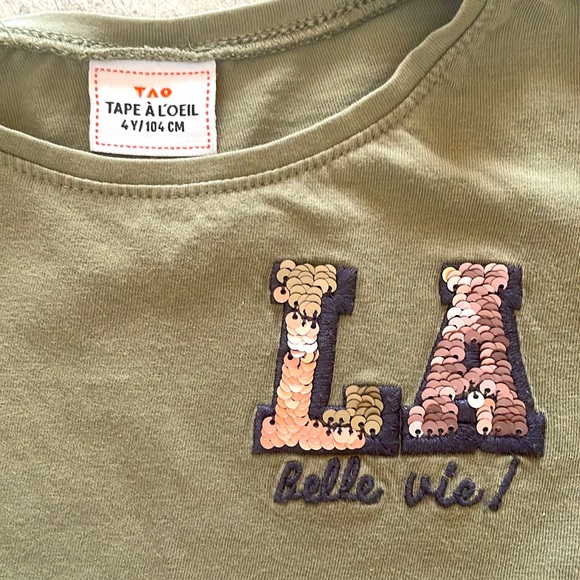 TAO
TAPE À L'OEIL
4Y/104 CM
LA
Belle vie!